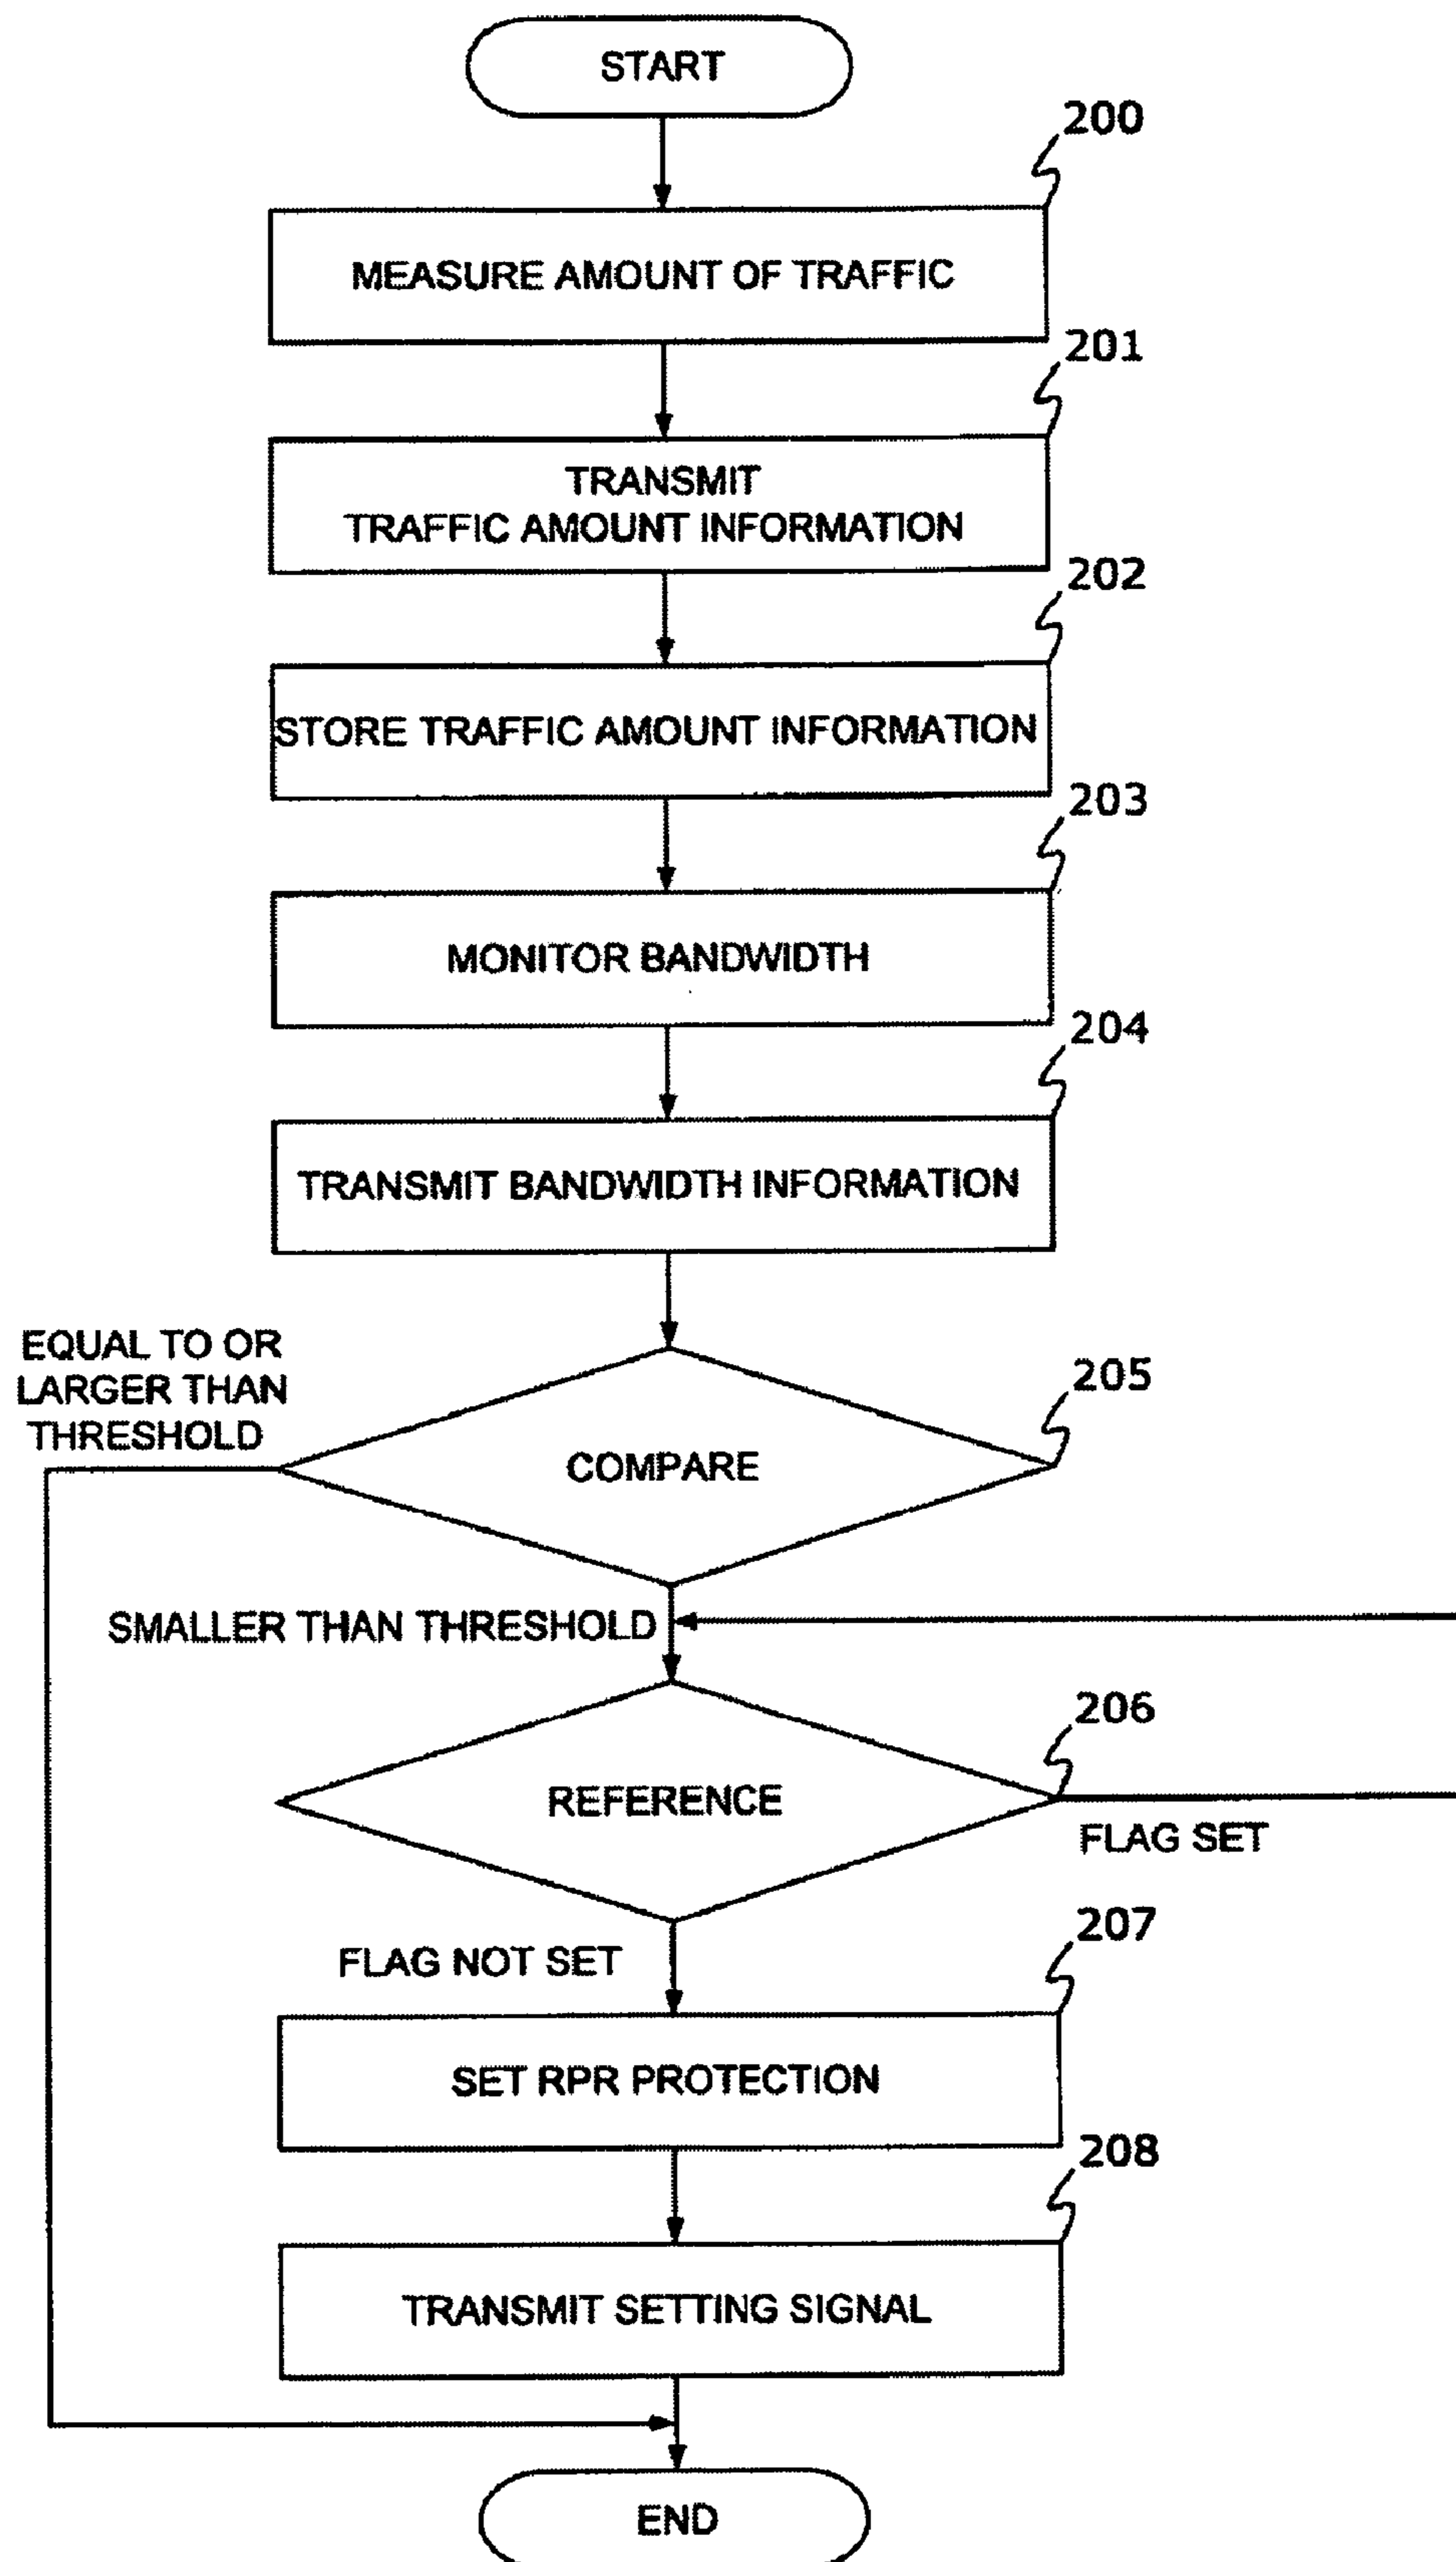 START
200
MEASURE AMOUNT OF TRAFFIC
201
TRANSMIT
TRAFFIC AMOUNT INFORMATION
202
STORE TRAFFIC AMOUNT INFORMATION
203
MONITOR BANDWIDTH
204
TRANSMIT BANDWIDTH INFORMATION
EQUAL TO OR
LARGER THAN
THRESHOLD
205
COMPARE
SMALLER THAN THRESHOLD
206
REFERENCE
FLAG SET
FLAG NOT SET
207
SET RPR PROTECTION
208
TRANSMIT SETTING SIGNAL
END